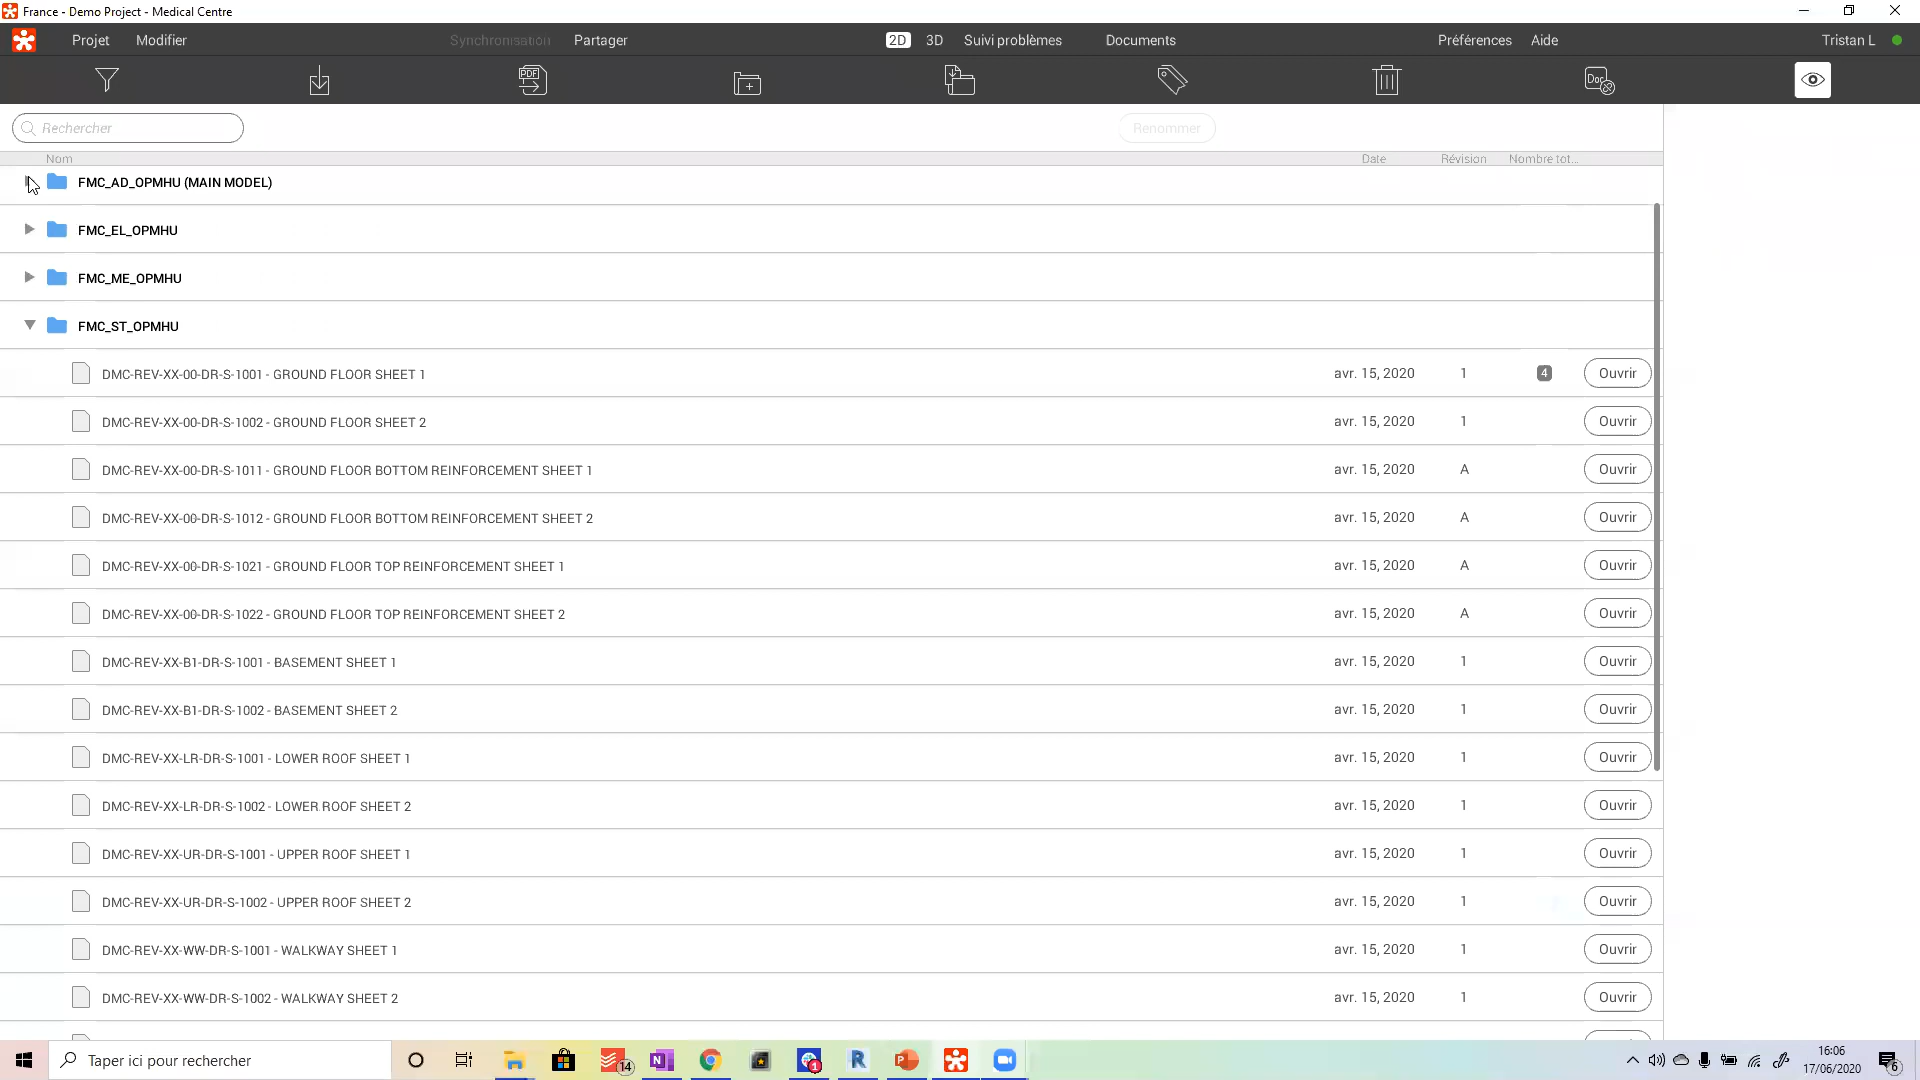 France - Demo Project - Medical Centre
Projet Modifier Synchronisation Partager 2D 3D Suivi problèmes Documents Préférences Aide Tristan L
PDF Doc
Rechercher Renommer
Nom Date Révision Nombre tot...
FMC_AD_OPMHU (MAIN MODEL)
FMC_EL_OPMHU
FMC_ME_OPMHU
FMC_ST_OPMHU
DMC-REV-XX-00-DR-S-1001 - GROUND FLOOR SHEET 1 avr. 15, 2020 1 4 Ouvrir
DMC-REV-XX-00-DR-S-1002 - GROUND FLOOR SHEET 2 avr. 15, 2020 1 Ouvrir
DMC-REV-XX-00-DR-S-1011 - GROUND FLOOR BOTTOM REINFORCEMENT SHEET 1 avr. 15, 2020 A Ouvrir
DMC-REV-XX-00-DR-S-1012 - GROUND FLOOR BOTTOM REINFORCEMENT SHEET 2 avr. 15, 2020 A Ouvrir
DMC-REV-XX-00-DR-S-1021 - GROUND FLOOR TOP REINFORCEMENT SHEET 1 avr. 15, 2020 A Ouvrir
DMC-REV-XX-00-DR-S-1022 - GROUND FLOOR TOP REINFORCEMENT SHEET 2 avr. 15, 2020 A Ouvrir
DMC-REV-XX-B1-DR-S-1001 - BASEMENT SHEET 1 avr. 15, 2020 1 Ouvrir
DMC-REV-XX-B1-DR-S-1002 - BASEMENT SHEET 2 avr. 15, 2020 1 Ouvrir
DMC-REV-XX-LR-DR-S-1001 - LOWER ROOF SHEET 1 avr. 15, 2020 1 Ouvrir
DMC-REV-XX-LR-DR-S-1002 - LOWER ROOF SHEET 2 avr. 15, 2020 1 Ouvrir
DMC-REV-XX-UR-DR-S-1001 - UPPER ROOF SHEET 1 avr. 15, 2020 1 Ouvrir
DMC-REV-XX-UR-DR-S-1002 - UPPER ROOF SHEET 2 avr. 15, 2020 1 Ouvrir
DMC-REV-XX-WW-DR-S-1001 - WALKWAY SHEET 1 avr. 15, 2020 1 Ouvrir
DMC-REV-XX-WW-DR-S-1002 - WALKWAY SHEET 2 avr. 15, 2020 1 Ouvrir
Taper ici pour rechercher 14 N 1 R P 16:06
17/06/2020 6